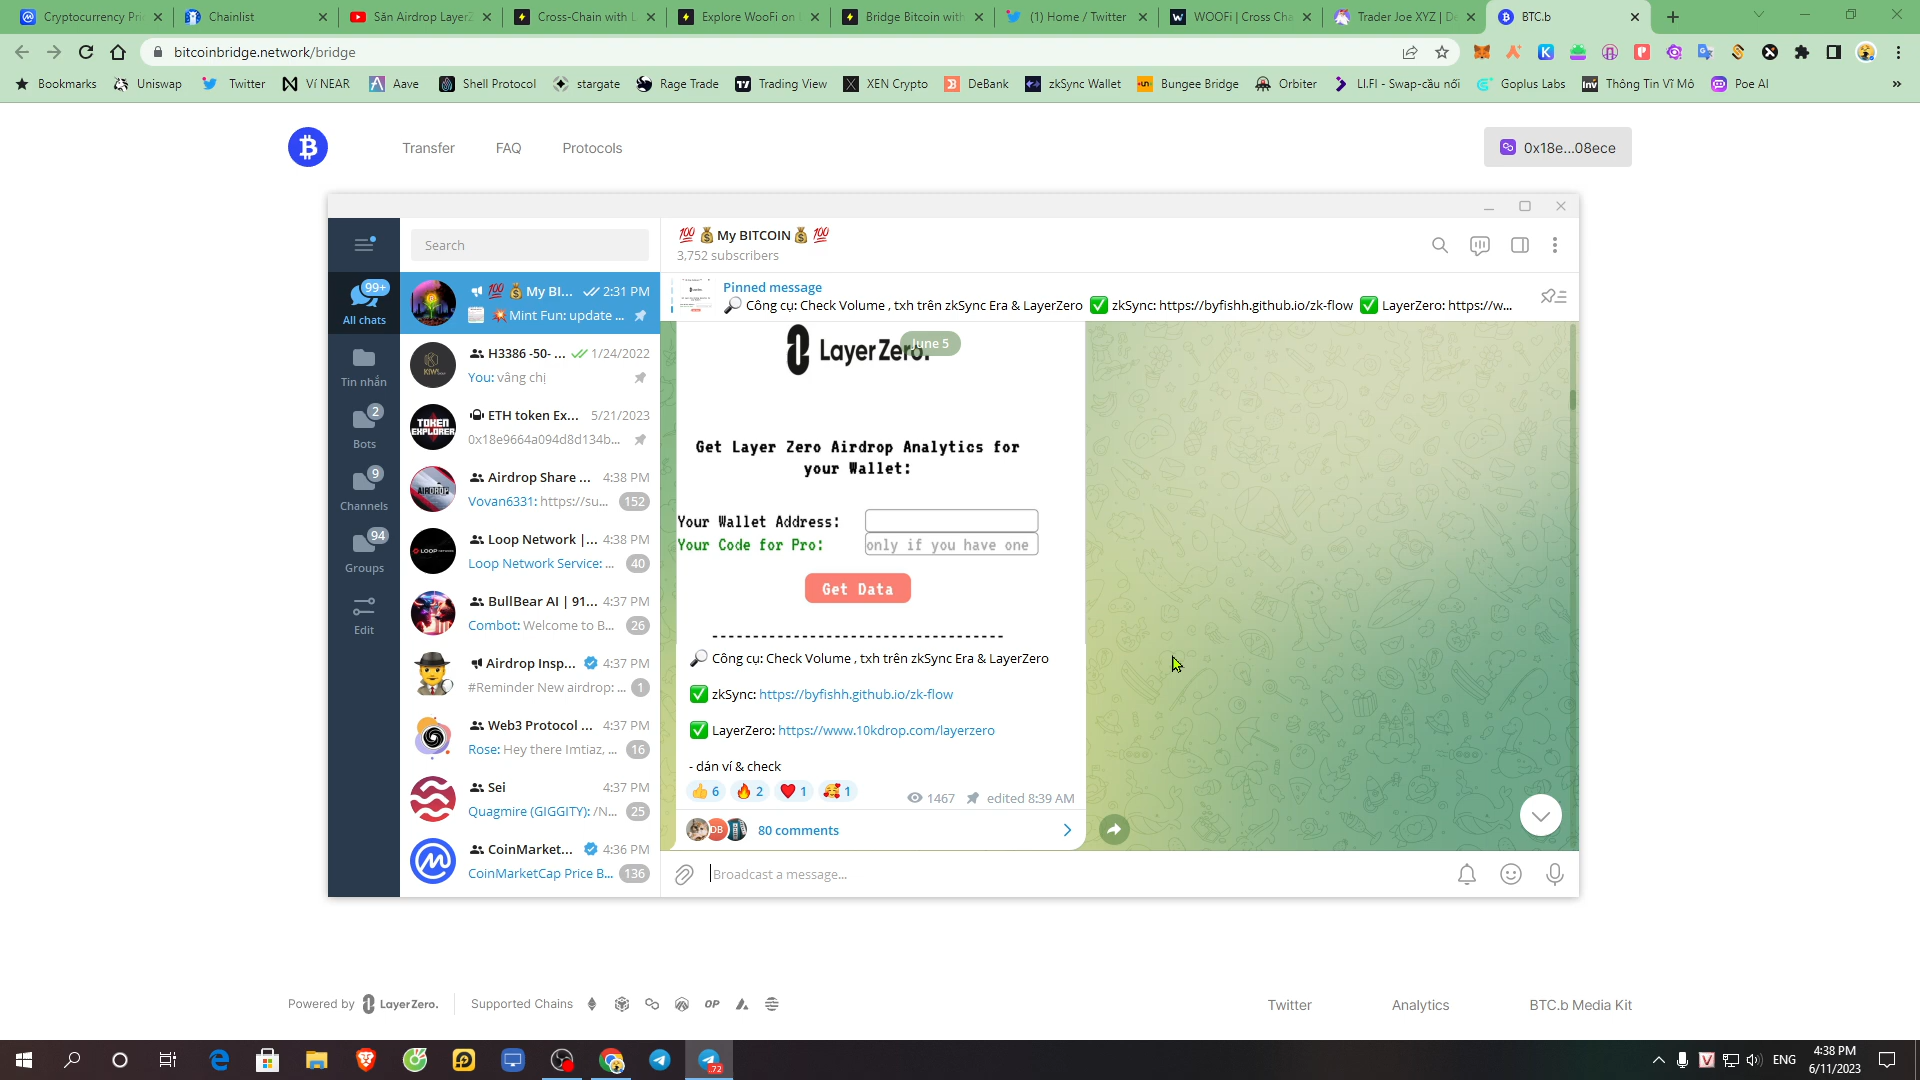 Cryptocurrency Pri
Chainlist
Săn Airdrop LayerZ
Cross-Chain with L
Explore WooFi on
Bridge Bitcoin with
(1) Home / Twitter
WOOFi | Cross Cha
Trader Joe XYZ | De
BTC.b
bitcoinbridge.network/bridge
Bookmarks
Uniswap
Twitter
Ví NEAR
Aave
Shell Protocol
stargate
Rage Trade
Trading View
XEN Crypto
DeBank
zkSync Wallet
Bungee Bridge
Orbiter
LI.FI - Swap-cầu nối
Goplus Labs
Thông Tin Vĩ Mô
Poe AI
Transfer
FAQ
Protocols
0x18e...08ece
Search
💯 💰 My BITCOIN 💰 💯
3,752 subscribers
99+
All chats
Tin nhắn
2
Bots
9
Channels
94
Groups
Edit
💯 💰 My BI... 2:31 PM
💥 Mint Fun: update ...
H3386 -50- ... 1/24/2022
You: vâng chị
ETH token Ex... 5/21/2023
0x18e9664a094d8d134b...
Airdrop Share ... 4:38 PM
Vovan6331: https://su... 152
Loop Network |... 4:38 PM
Loop Network Service: ... 40
BullBear AI | 91... 4:37 PM
Combot: Welcome to B... 26
Airdrop Insp... 4:37 PM
#Reminder New airdrop: ... 1
Web3 Protocol ... 4:37 PM
Rose: Hey there Imtiaz, ... 16
Sei 4:37 PM
Quagmire (GIGGITY): /N... 25
CoinMarket... 4:36 PM
CoinMarketCap Price B... 136
Pinned message
🔎 Công cụ: Check Volume , txh trên zkSync Era & LayerZero ✅ zkSync: https://byfishh.github.io/zk-flow ✅ LayerZero: https://w...
June 5
LayerZero.
Get Layer Zero Airdrop Analytics for
your Wallet:
Your Wallet Address:
Your Code for Pro: only if you have one
Get Data
-----------------------------------
🔎 Công cụ: Check Volume , txh trên zkSync Era & LayerZero
✅ zkSync: https://byfishh.github.io/zk-flow
✅ LayerZero: https://www.10kdrop.com/layerzero
- dán ví & check
👍 6 🔥 2 ❤️ 1 🥰 1
1467 edited 8:39 AM
DB
80 comments
Broadcast a message...
Powered by LayerZero.
Supported Chains
OP
Twitter
Analytics
BTC.b Media Kit
72
ENG
4:38 PM
6/11/2023